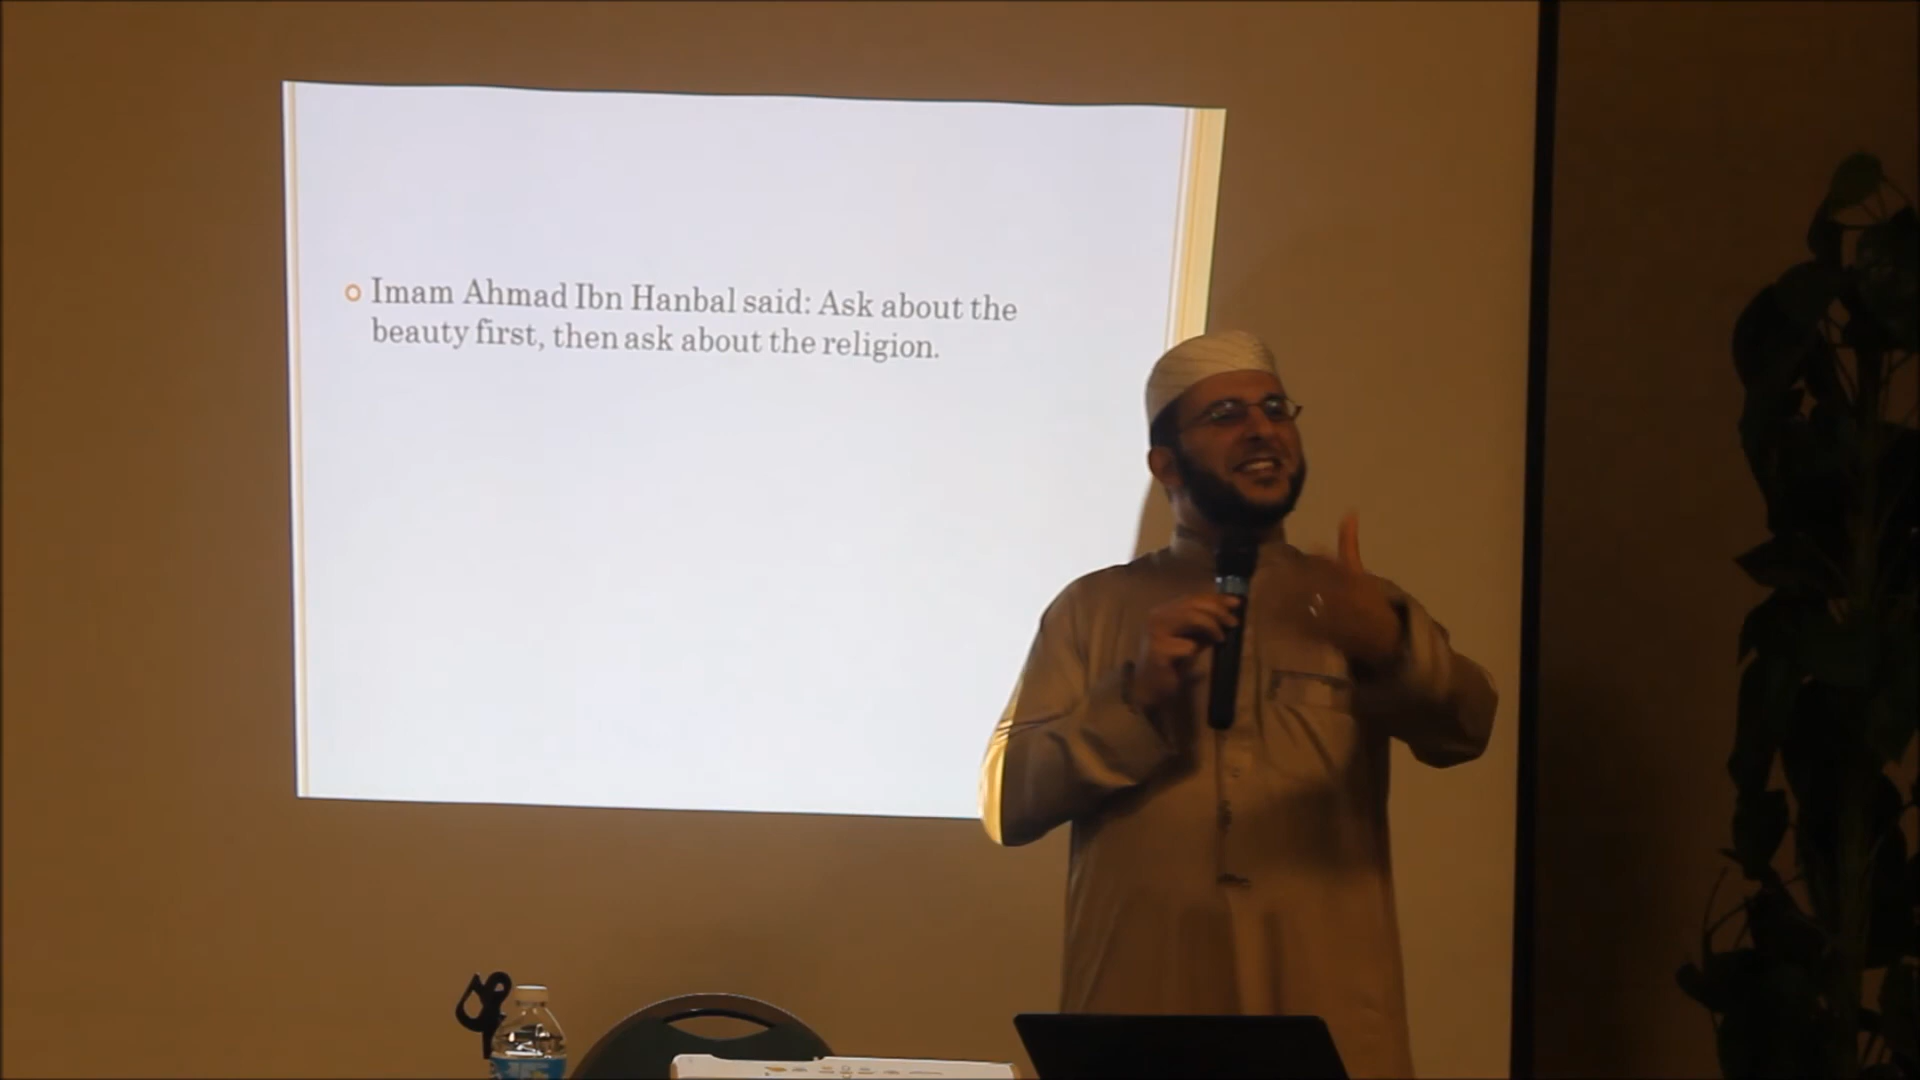 Imam Ahmad Ibn Hanbal said: Ask about the
beauty first, then ask about the religion.